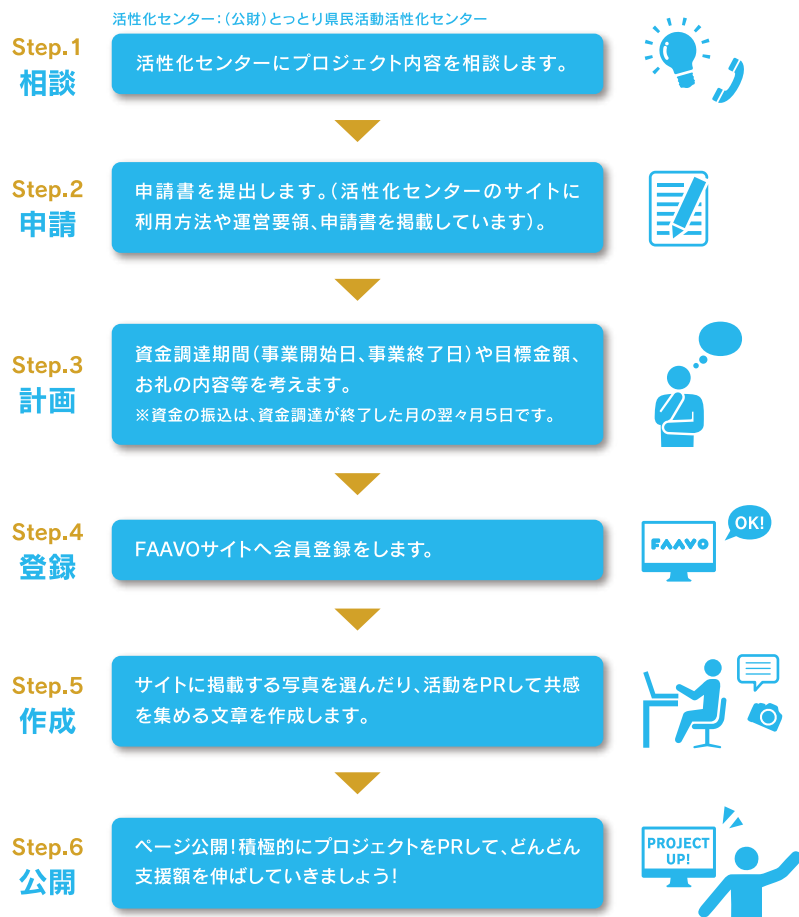 活性化センター：（公財）とっとり県民活動活性化センター
Step.1
相談
活性化センターにプロジェクト内容を相談します。
Step.2
申請
申請書を提出します。（活性化センターのサイトに
利用方法や運営要領、申請書を掲載しています）。
Step.3
計画
資金調達期間（事業開始日、事業終了日）や目標金額、
お礼の内容等を考えます。
※資金の振込は、資金調達が終了した月の翌々月5日です。
Step.4
登録
FAAVOサイトへ会員登録をします。
FAAVO
OK!
Step.5
作成
サイトに掲載する写真を選んだり、活動をPRして共感
を集める文章を作成します。
Step.6
公開
ページ公開！積極的にプロジェクトをPRして、どんどん
支援額を伸ばしていきましょう！
PROJECT
UP!